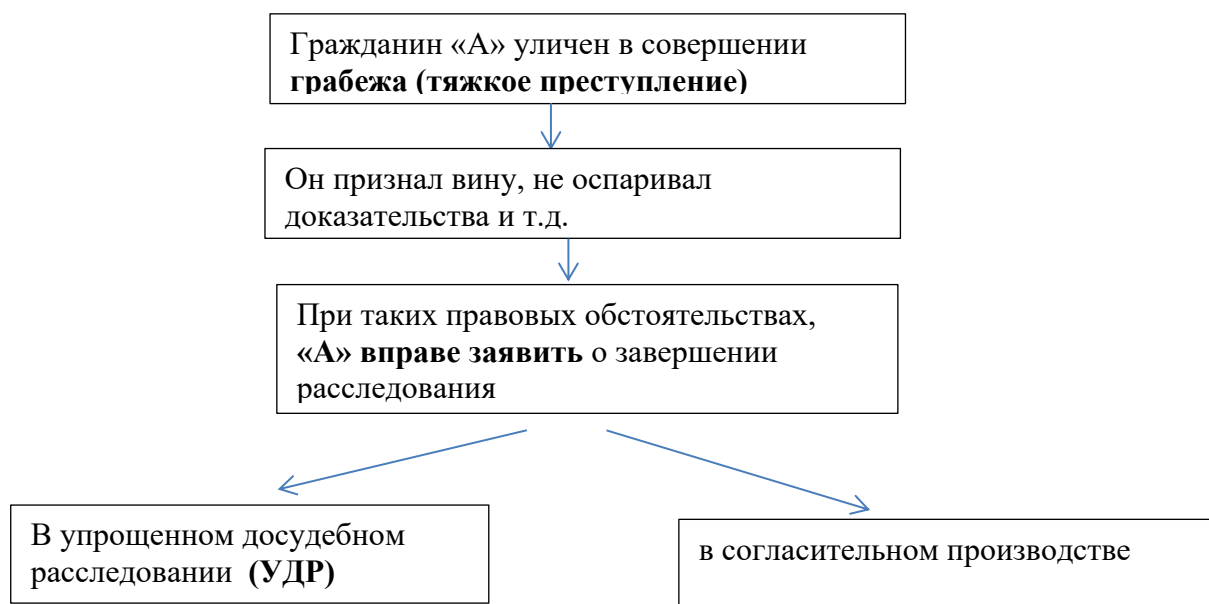 Гражданин «А» уличен в совершении
грабежа (тяжкое преступление)
Он признал вину, не оспаривал
доказательства и т.д.
При таких правовых обстоятельствах,
«А» вправе заявить о завершении
расследования
В упрощенном досудебном
расследовании (УДР)
в согласительном производстве